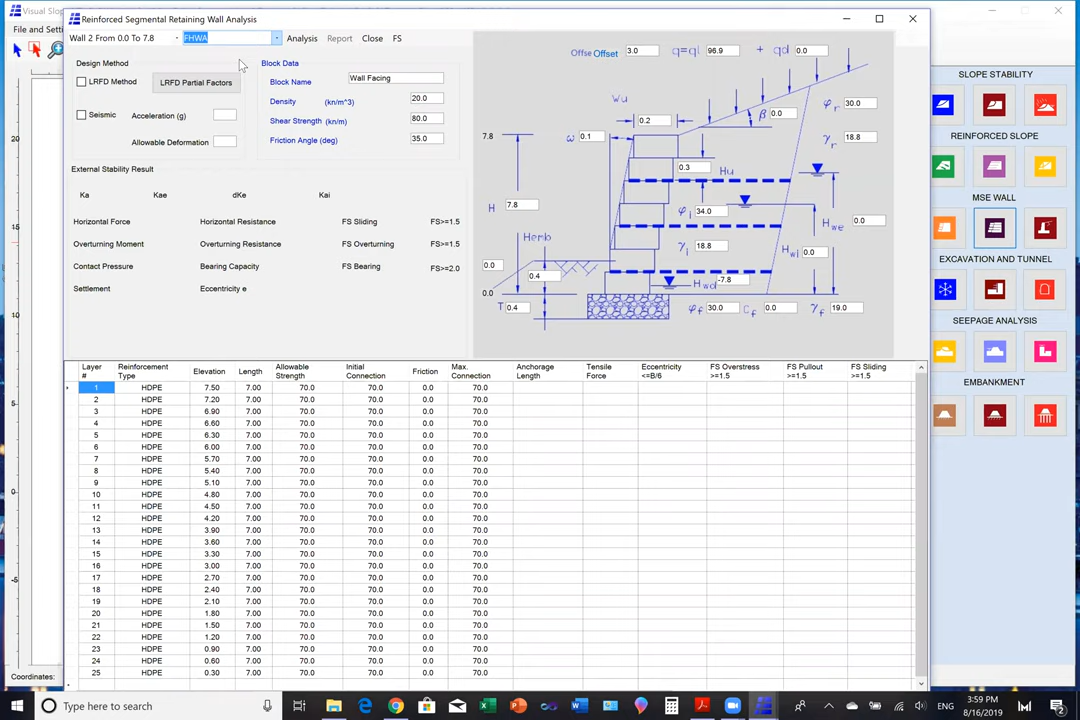 Visual Slop
Reinforced Segmental Retaining Wall Analysis
File and Setti
Wall 2 From 0.0 To 7.8
FHWA
Analysis
Report
Close
FS
Design Method
LRFD Method
LRFD Partial Factors
Seismic
Acceleration (g)
Allowable Deformation
Block Data
Block Name
Wall Facing
Density
(kn/m^3)
20.0
Shear Strength (kn/m)
80.0
Friction Angle (deg)
35.0
External Stability Result
Ka Kae dKe Kai
Horizontal Force Horizontal Resistance FS Sliding FS>=1.5
Overturning Moment Overturning Resistance FS Overturning FS>=1.5
Contact Pressure Bearing Capacity FS Bearing FS>=2.0
Settlement Eccentricity e
Offse Offset 3.0 q=ql 96.9 + qd 0.0
Wu
0.2
β 0.0
φr 30.0
γr 18.8
7.8
ω 0.1
0.3
Hu
H 7.8
φi 34.0
Hwe 0.0
Hemb
γi 18.8
Hwi 0.0
0.0
0.4
Hwd -7.8
0.0
T 0.4
φf 30.0
Cf 0.0
γf 19.0
Layer # Reinforcement Type Elevation Length Allowable Strength Initial Connection Friction Max. Connection Anchorage Length Tensile Force Eccentricity <=B/6 FS Overstress >=1.5 FS Pullout >=1.5 FS Sliding >=1.5
1 HDPE 7.50 7.00 70.0 70.0 0.0 70.0
2 HDPE 7.20 7.00 70.0 70.0 0.0 70.0
3 HDPE 6.90 7.00 70.0 70.0 0.0 70.0
4 HDPE 6.60 7.00 70.0 70.0 0.0 70.0
5 HDPE 6.30 7.00 70.0 70.0 0.0 70.0
6 HDPE 6.00 7.00 70.0 70.0 0.0 70.0
7 HDPE 5.70 7.00 70.0 70.0 0.0 70.0
8 HDPE 5.40 7.00 70.0 70.0 0.0 70.0
9 HDPE 5.10 7.00 70.0 70.0 0.0 70.0
10 HDPE 4.80 7.00 70.0 70.0 0.0 70.0
11 HDPE 4.50 7.00 70.0 70.0 0.0 70.0
12 HDPE 4.20 7.00 70.0 70.0 0.0 70.0
13 HDPE 3.90 7.00 70.0 70.0 0.0 70.0
14 HDPE 3.60 7.00 70.0 70.0 0.0 70.0
15 HDPE 3.30 7.00 70.0 70.0 0.0 70.0
16 HDPE 3.00 7.00 70.0 70.0 0.0 70.0
17 HDPE 2.70 7.00 70.0 70.0 0.0 70.0
18 HDPE 2.40 7.00 70.0 70.0 0.0 70.0
19 HDPE 2.10 7.00 70.0 70.0 0.0 70.0
20 HDPE 1.80 7.00 70.0 70.0 0.0 70.0
21 HDPE 1.50 7.00 70.0 70.0 0.0 70.0
22 HDPE 1.20 7.00 70.0 70.0 0.0 70.0
23 HDPE 0.90 7.00 70.0 70.0 0.0 70.0
24 HDPE 0.60 7.00 70.0 70.0 0.0 70.0
25 HDPE 0.30 7.00 70.0 70.0 0.0 70.0
20
15
10
5
0
-5
Coordinates:
SLOPE STABILITY
REINFORCED SLOPE
MSE WALL
EXCAVATION AND TUNNEL
SEEPAGE ANALYSIS
EMBANKMENT
Type here to search
ENG
3:59 PM
8/16/2019
2